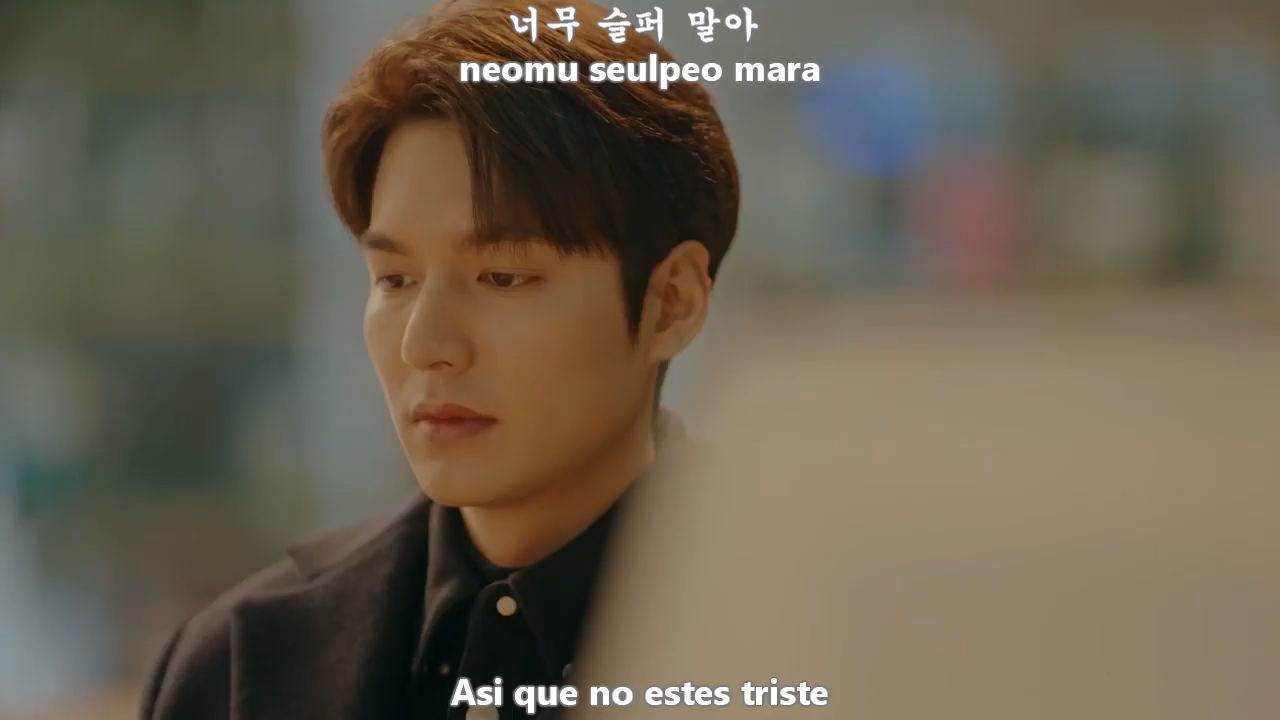 너무 슬퍼 말아
neomu seulpeo mara
Asi que no estes triste